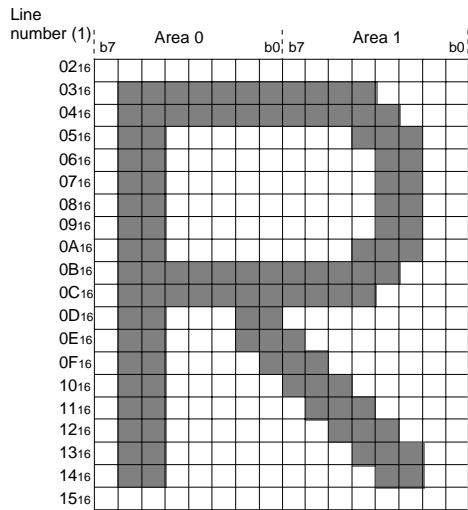 Line
number (1)
b7 Area 0 b0 b7 Area 1 b0
02₁₆
03₁₆
04₁₆
05₁₆
06₁₆
07₁₆
08₁₆
09₁₆
0A₁₆
0B₁₆
0C₁₆
0D₁₆
0E₁₆
0F₁₆
10₁₆
11₁₆
12₁₆
13₁₆
14₁₆
15₁₆